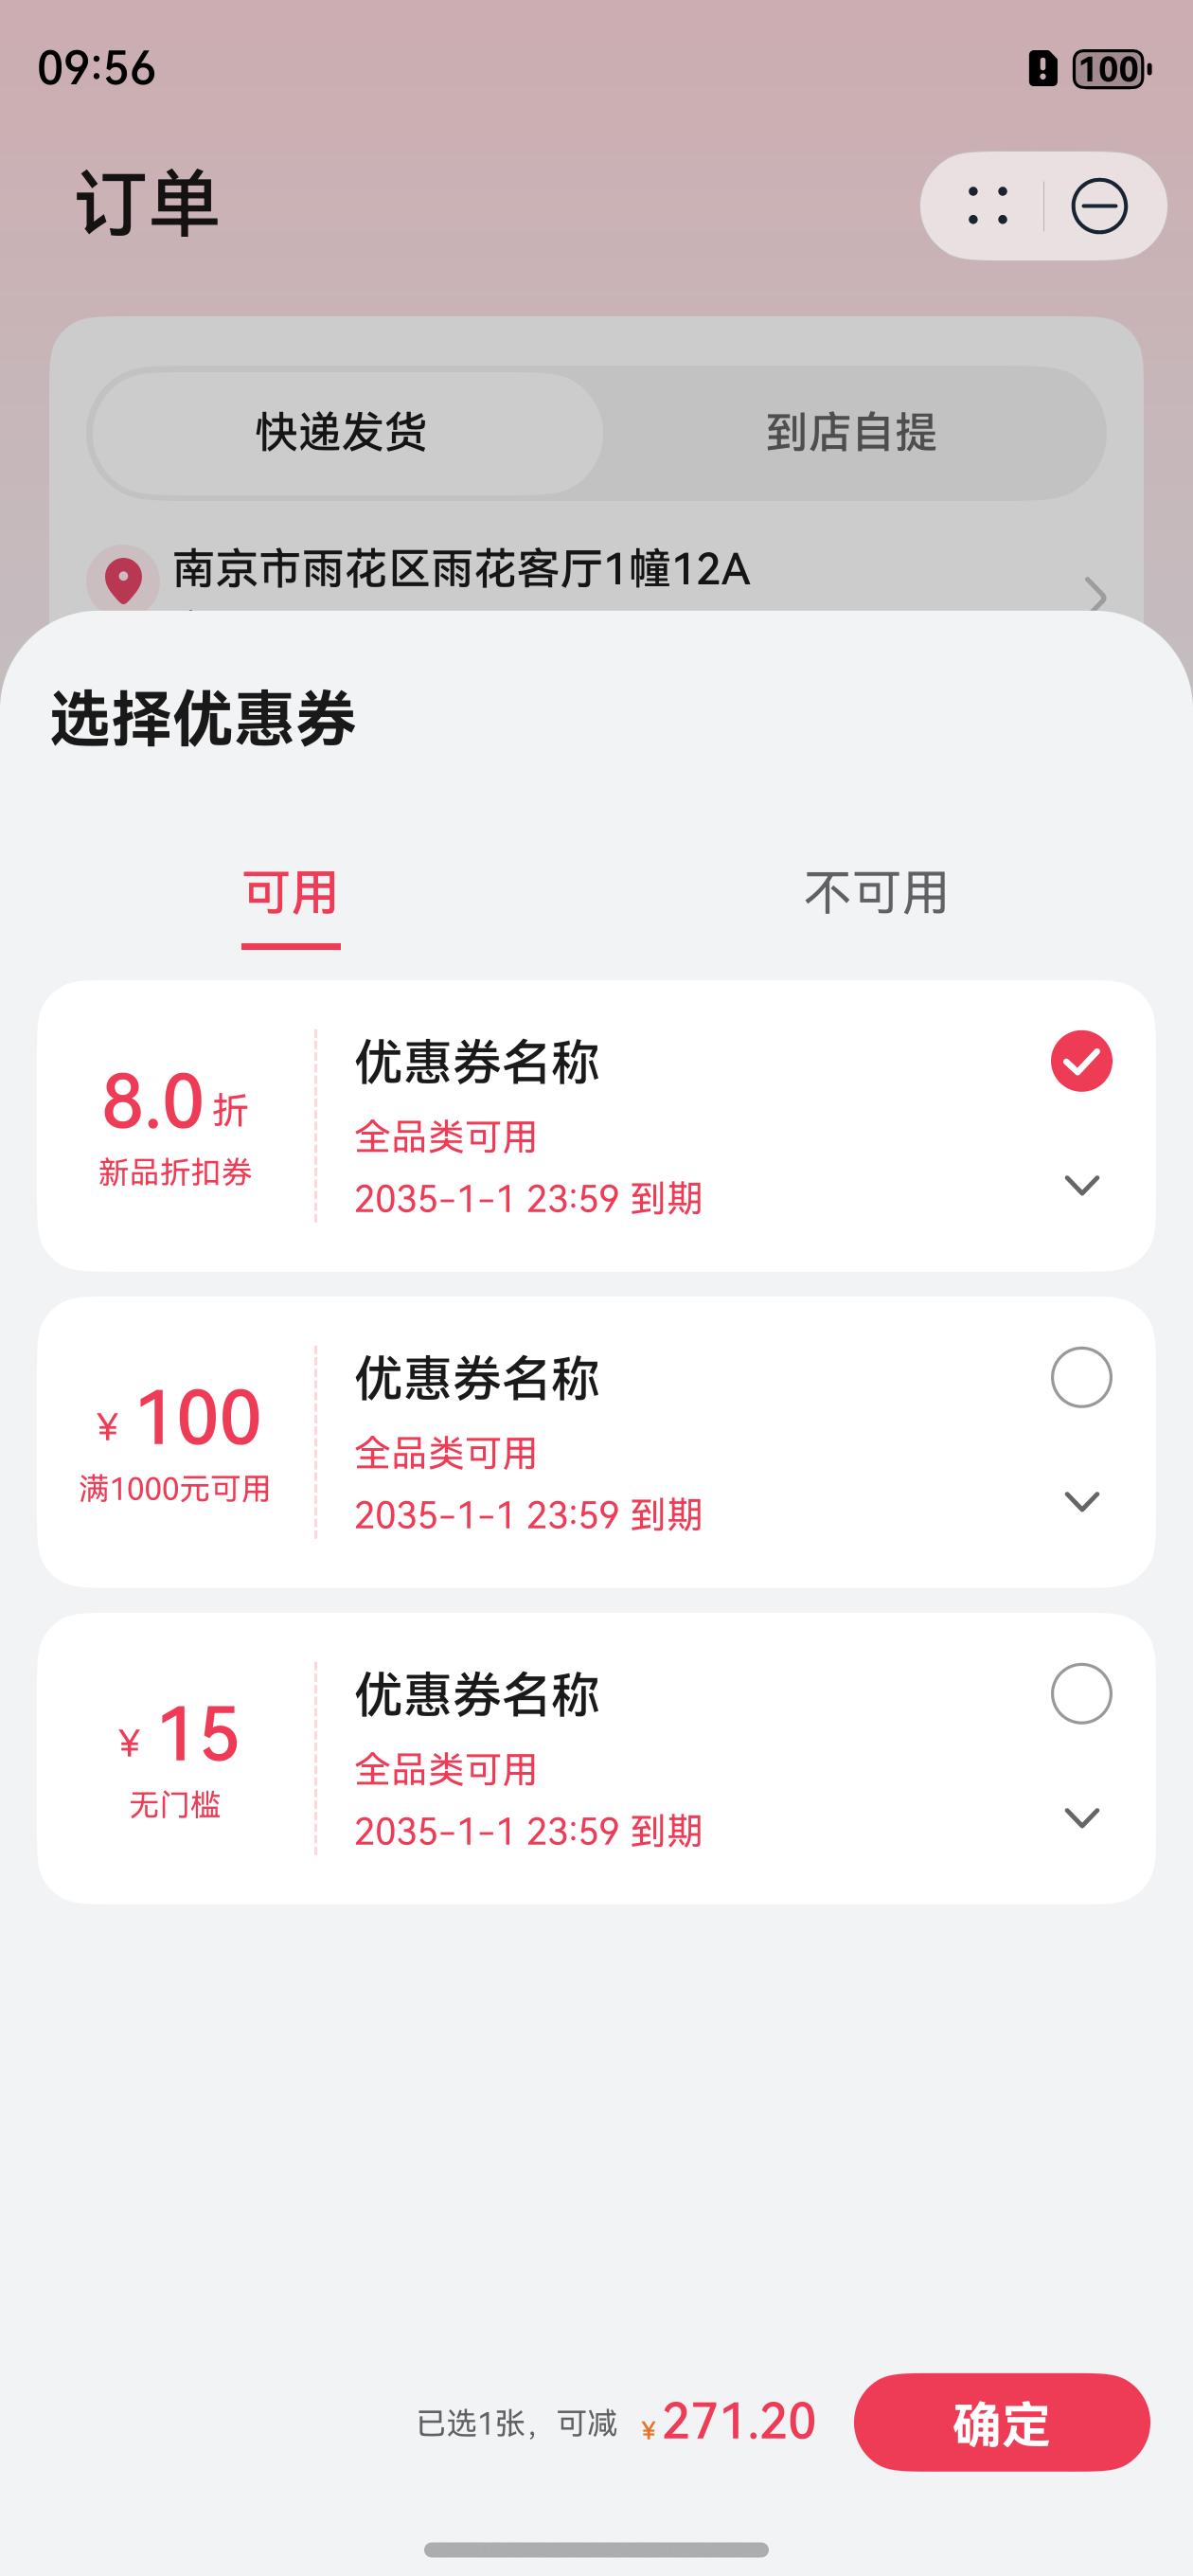 09:56
100
订单
快递发货
到店自提
南京市雨花区雨花客厅1幢12A
选择优惠券
可用
不可用
8.0 折
新品折扣券
优惠券名称
全品类可用
2035-1-1 23:59 到期
¥ 100
满1000元可用
优惠券名称
全品类可用
2035-1-1 23:59 到期
¥ 15
无门槛
优惠券名称
全品类可用
2035-1-1 23:59 到期
已选1张，可减 ¥271.20
确定